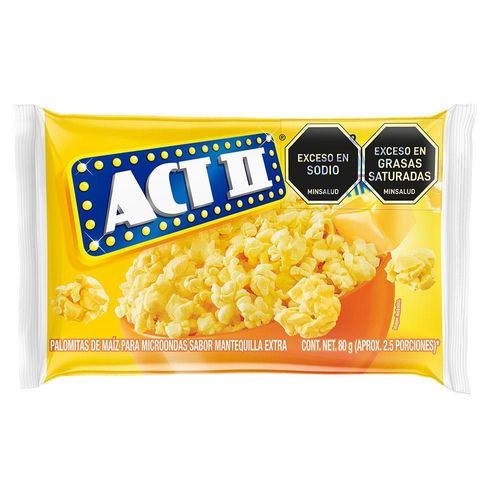 ACT II
®
EXCESO EN
SODIO
MINSALUD
EXCESO EN
GRASAS
SATURADAS
MINSALUD
PALOMITAS DE MAÍZ PARA MICROONDAS SABOR MANTEQUILLA EXTRA
CONT. NET. 80 g (APROX. 2.5 PORCIONES)*